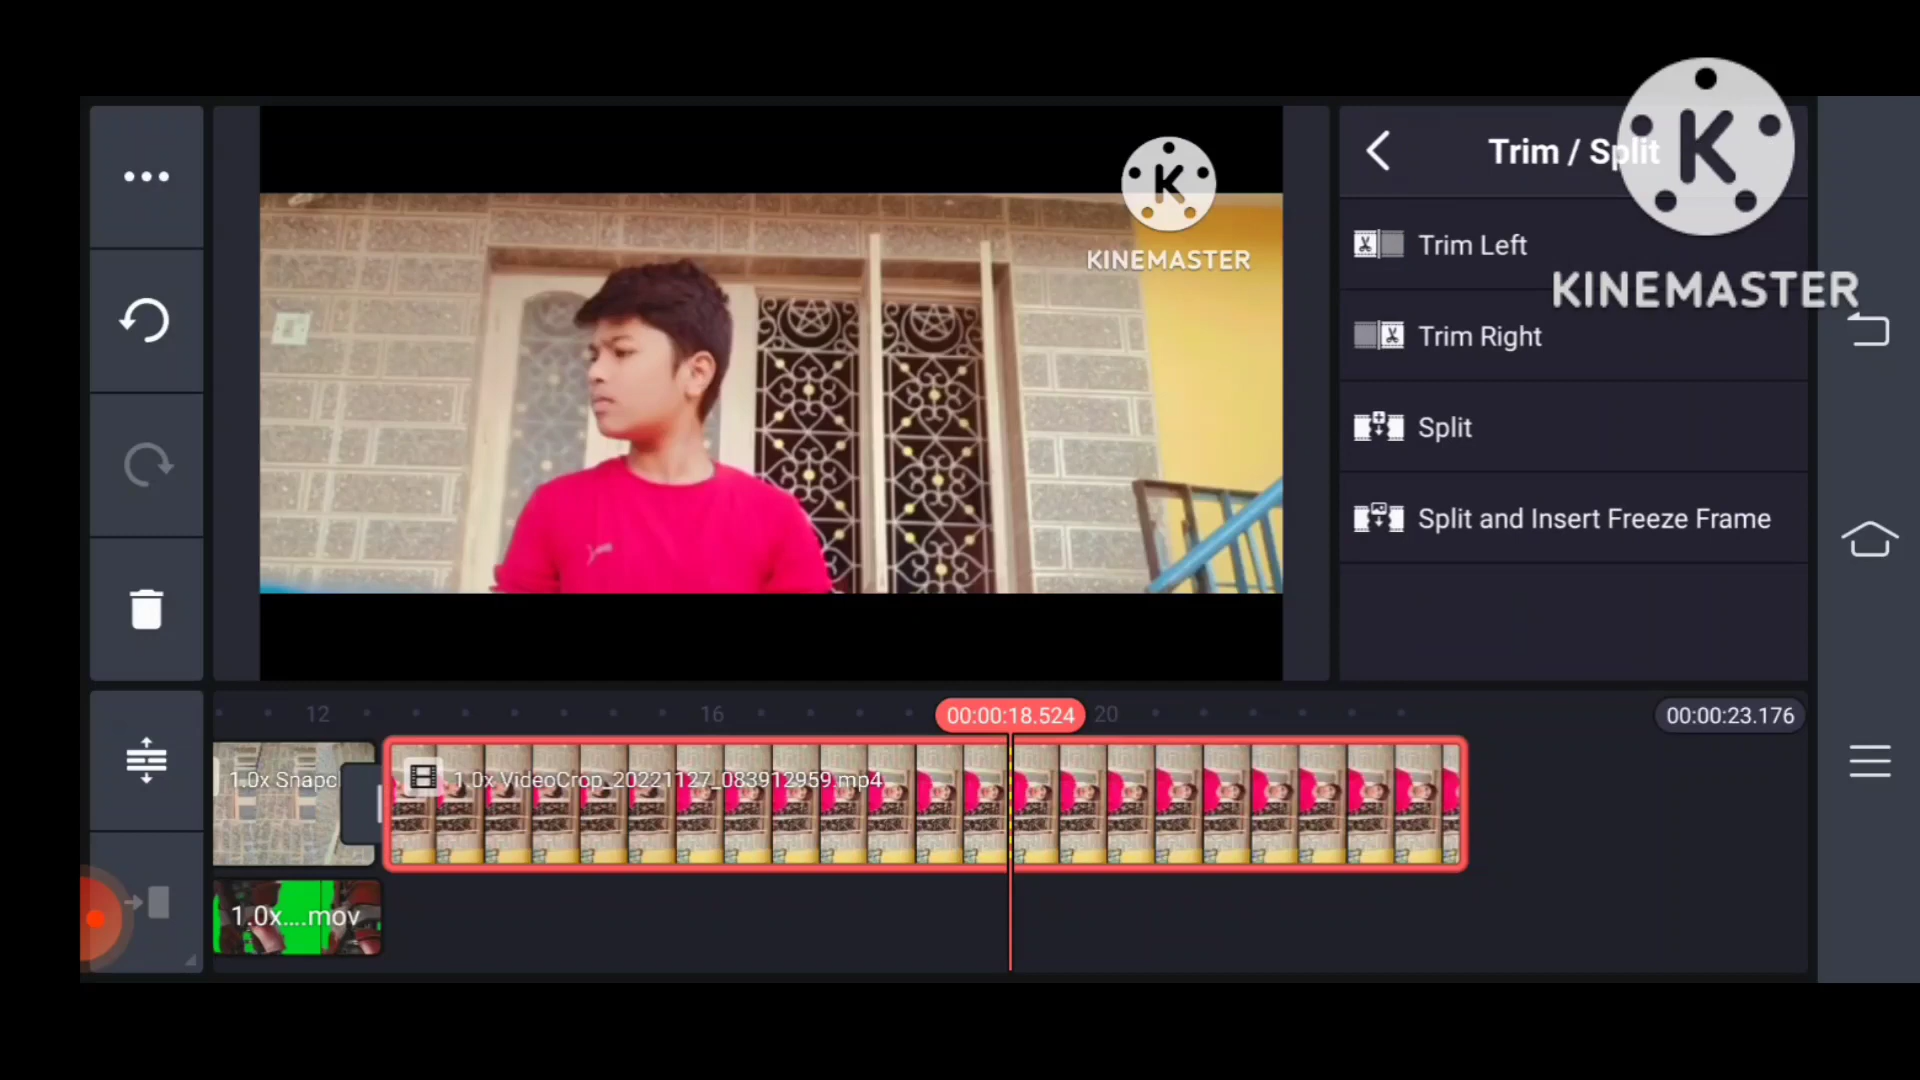 K
KINEMASTER
Trim / Split
K
KINEMASTER
Trim Left
Trim Right
Split
Split and Insert Freeze Frame
12
16
00:00:18.524
20
00:00:23.176
1.0x Snapc
1.0x VideoCrop_20221127_083912959.mp4
1.0x....mov